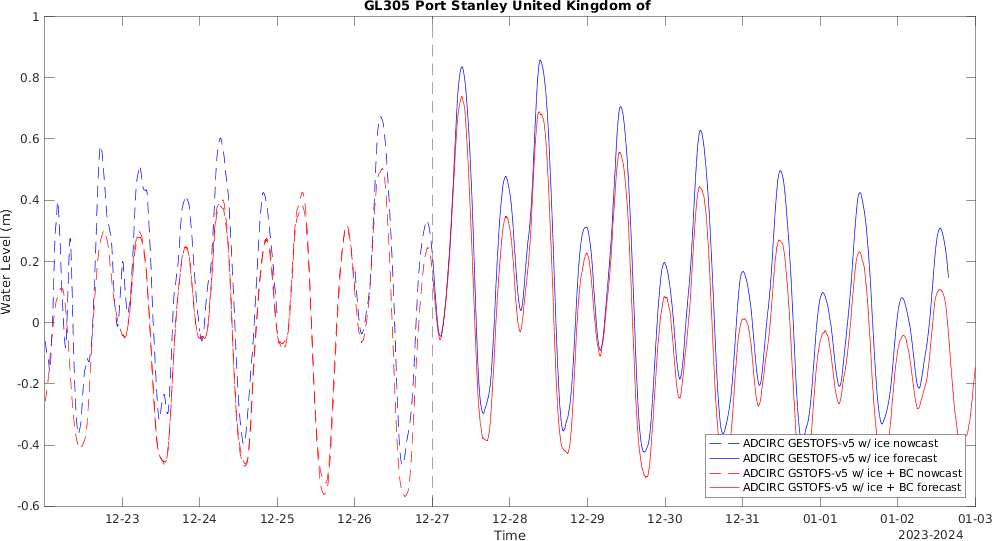 GL305 Port Stanley United Kingdom of
1
0.8
0.6
0.4
0.2
0
-0.2
-0.4
-0.6
Water Level (m)
ADCIRC GESTOFS-v5 w/ ice nowcast
ADCIRC GESTOFS-v5 w/ ice forecast
ADCIRC GSTOFS-v5 w/ ice + BC nowcast
ADCIRC GSTOFS-v5 w/ ice + BC forecast
12-23 12-24 12-25 12-26 12-27 12-28 12-29 12-30 12-31 01-01 01-02 01-03
Time
2023-2024